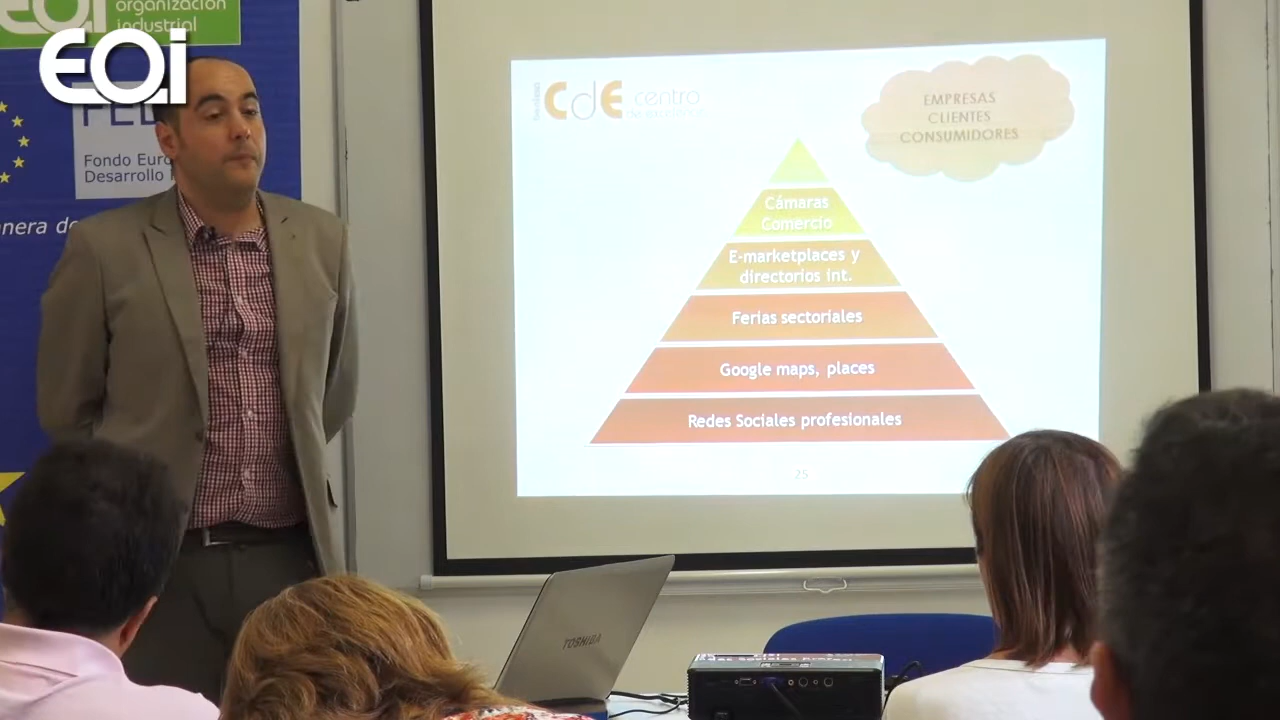 EOi
organización
industrial
EOi
Fondo Euro
Desarrollo
nera de
CdE centro
EMPRESAS
CLIENTES
CONSUMIDORES
Cámaras
Comercio
E-marketplaces y
directorios int.
Ferias sectoriales
Google maps, places
Redes Sociales profesionales
25
TOSHIBA